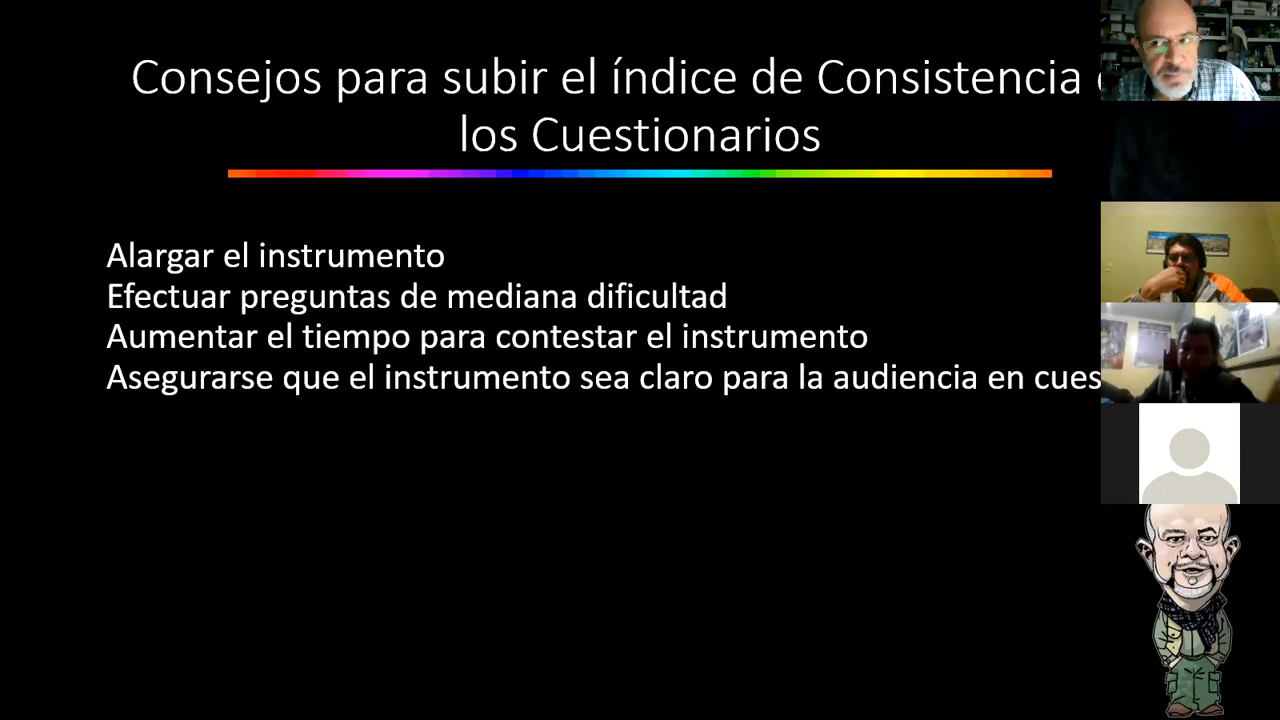 Consejos para subir el índice de Consistencia
los Cuestionarios
Alargar el instrumento
Efectuar preguntas de mediana dificultad
Aumentar el tiempo para contestar el instrumento
Asegurarse que el instrumento sea claro para la audiencia en cues